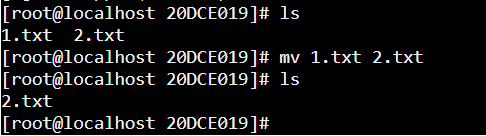 [root@localhost 20DCE019]# ls
1.txt  2.txt
[root@localhost 20DCE019]# mv 1.txt 2.txt
[root@localhost 20DCE019]# ls
2.txt
[root@localhost 20DCE019]#